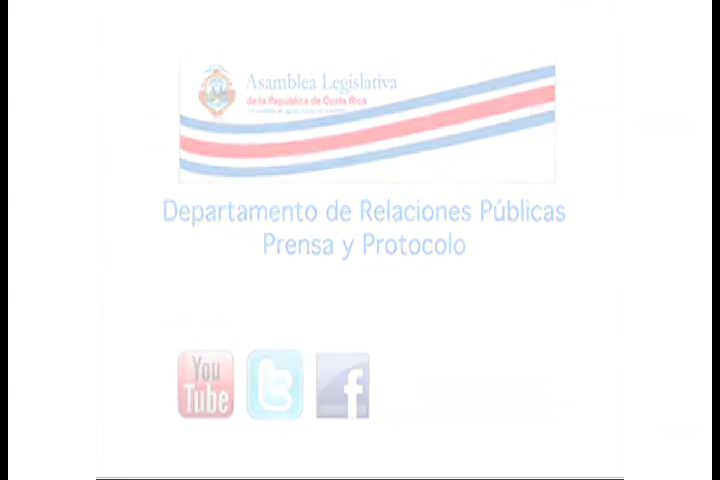 Asamblea Legislativa
de la República de Costa Rica
Departamento de Relaciones Públicas
Prensa y Protocolo
You
Tube
t
f